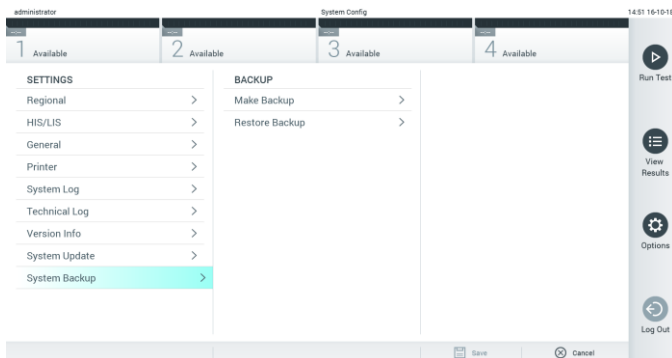 administrator System Config 14:51 16-10-16
1 Available 2 Available 3 Available 4 Available
SETTINGS BACKUP
Regional > Make Backup >
HIS/LIS > Restore Backup >
General >
Printer >
System Log >
Technical Log >
Version Info >
System Update >
System Backup >
Run Test
View
Results
Options
Log Out
Save Cancel